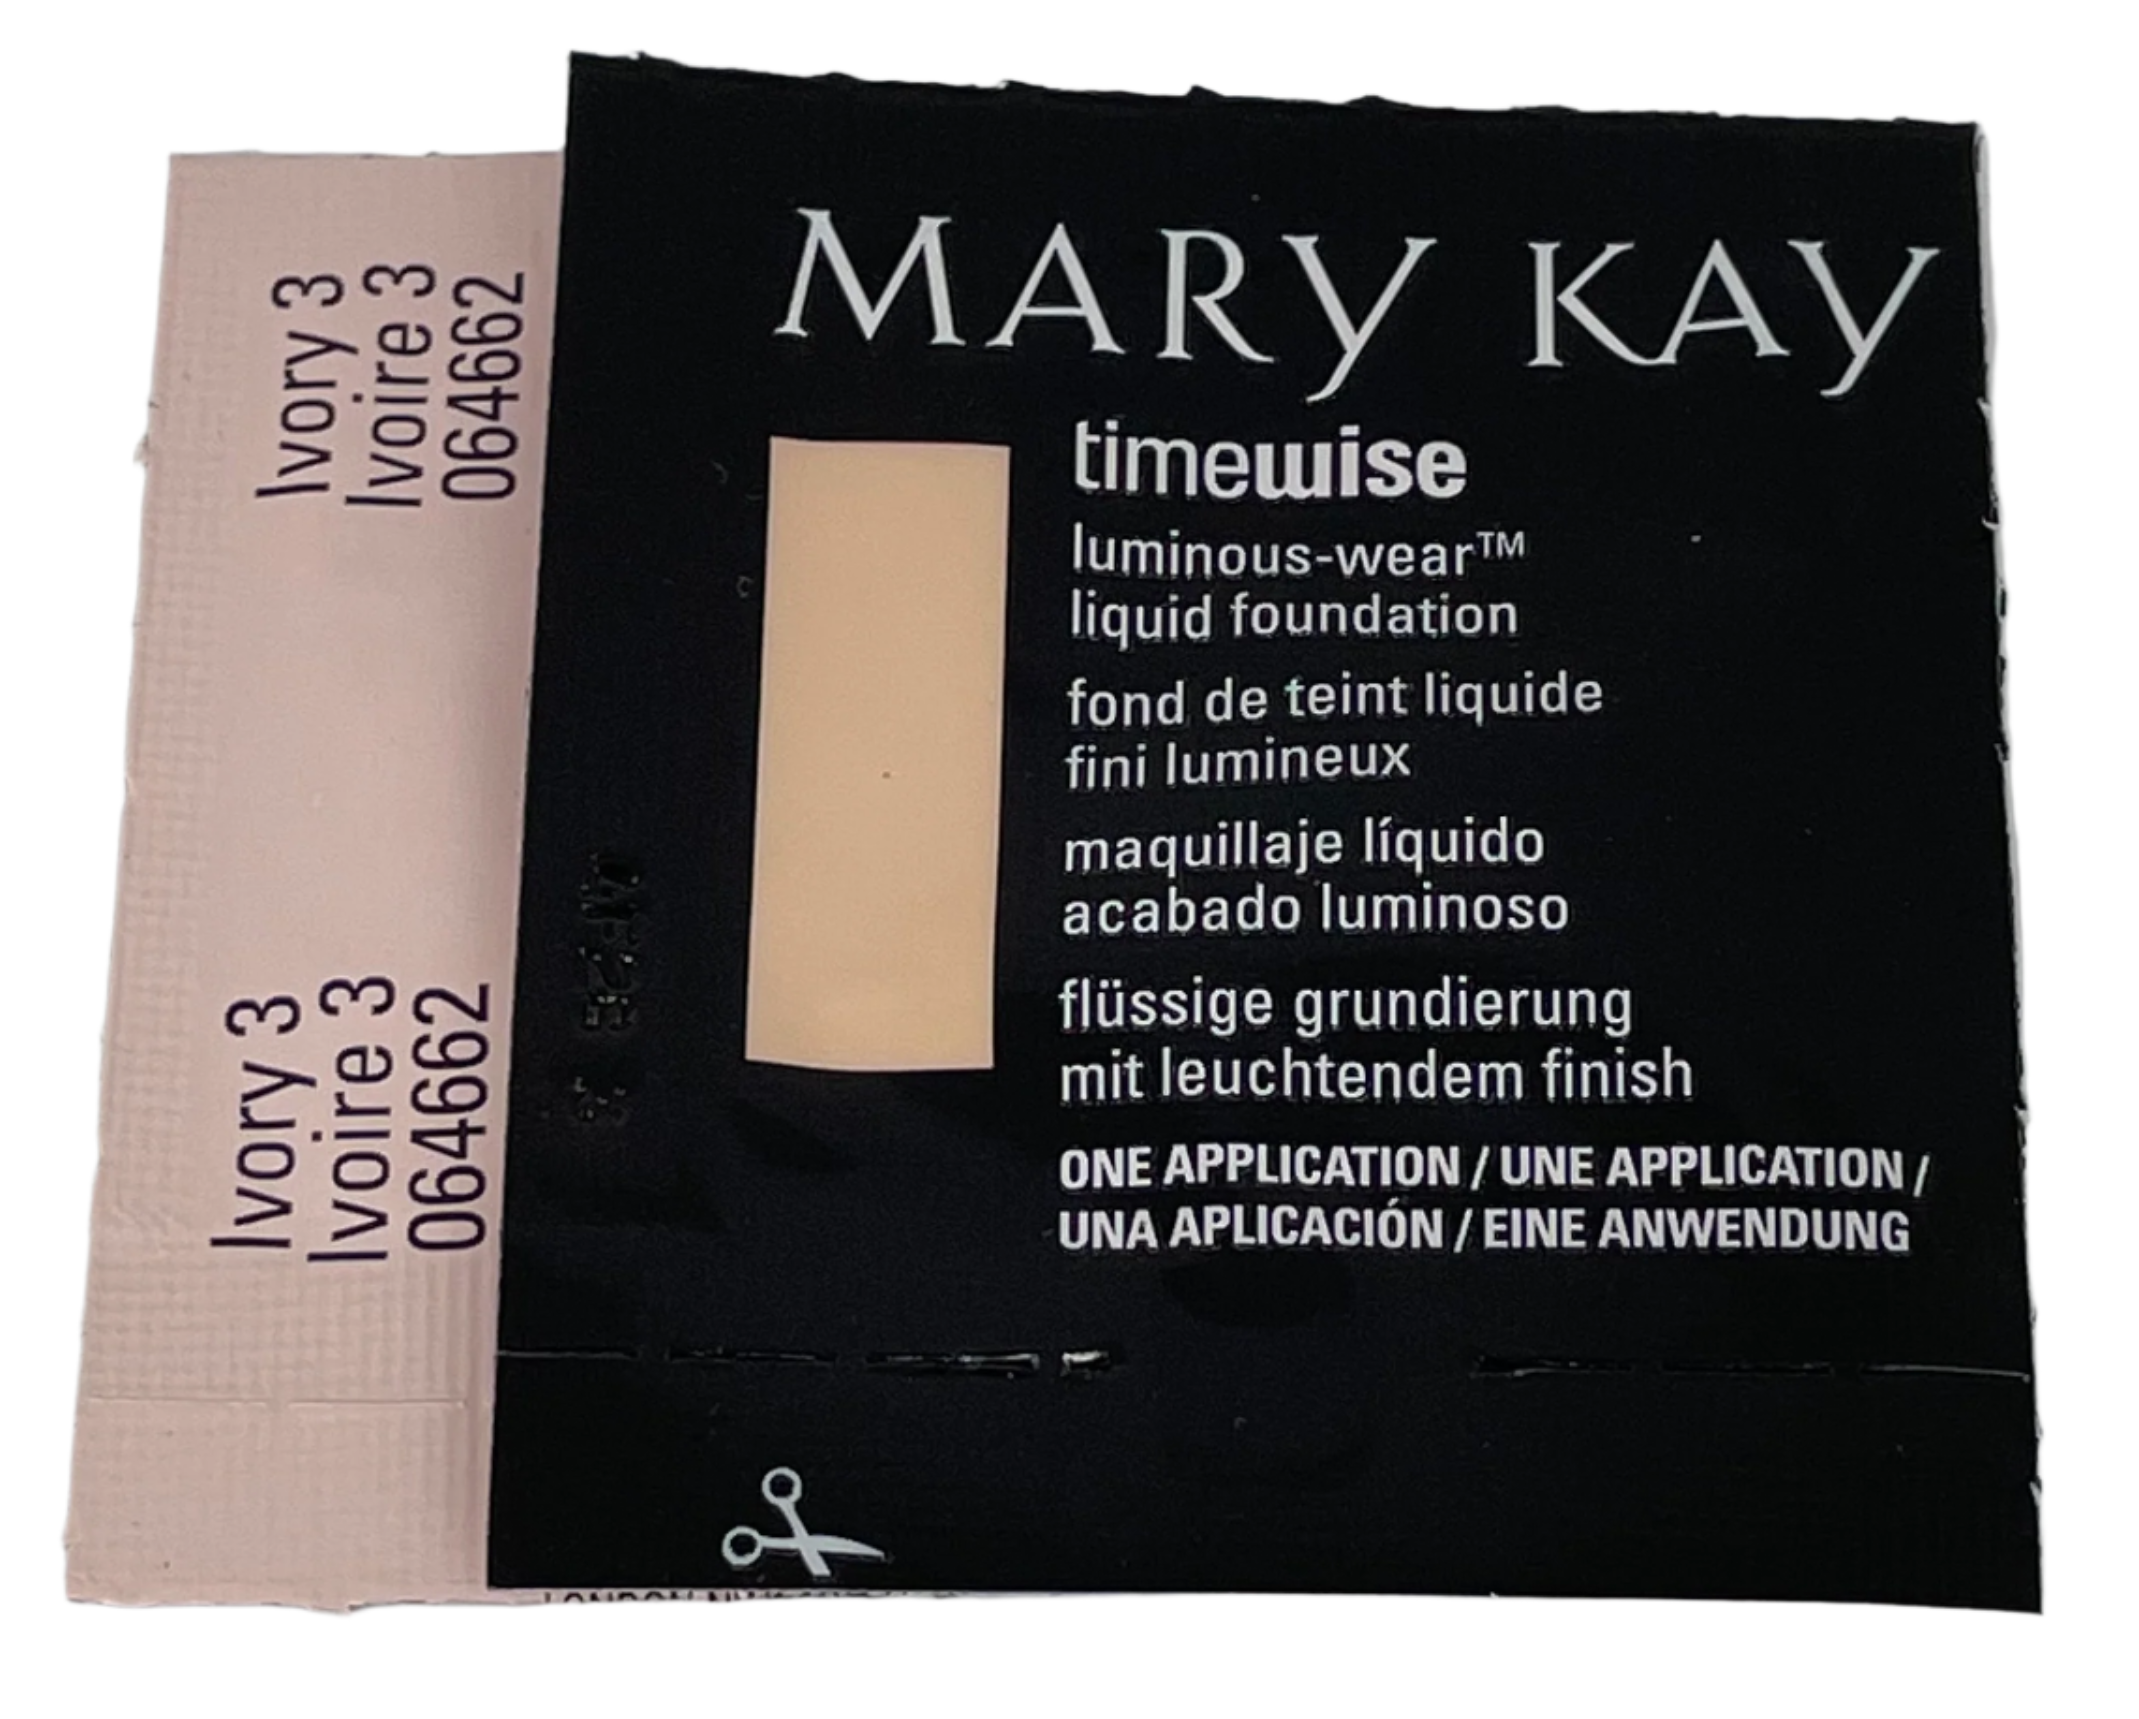 Ivory 3
Ivoire 3
064662
Ivory 3
Ivoire 3
064662
MARY KAY
timewise
luminous-wear™
liquid foundation
fond de teint liquide
fini lumineux
maquillaje líquido
acabado luminoso
flüssige grundierung
mit leuchtendem finish
ONE APPLICATION / UNE APPLICATION /
UNA APLICACIÓN / EINE ANWENDUNG